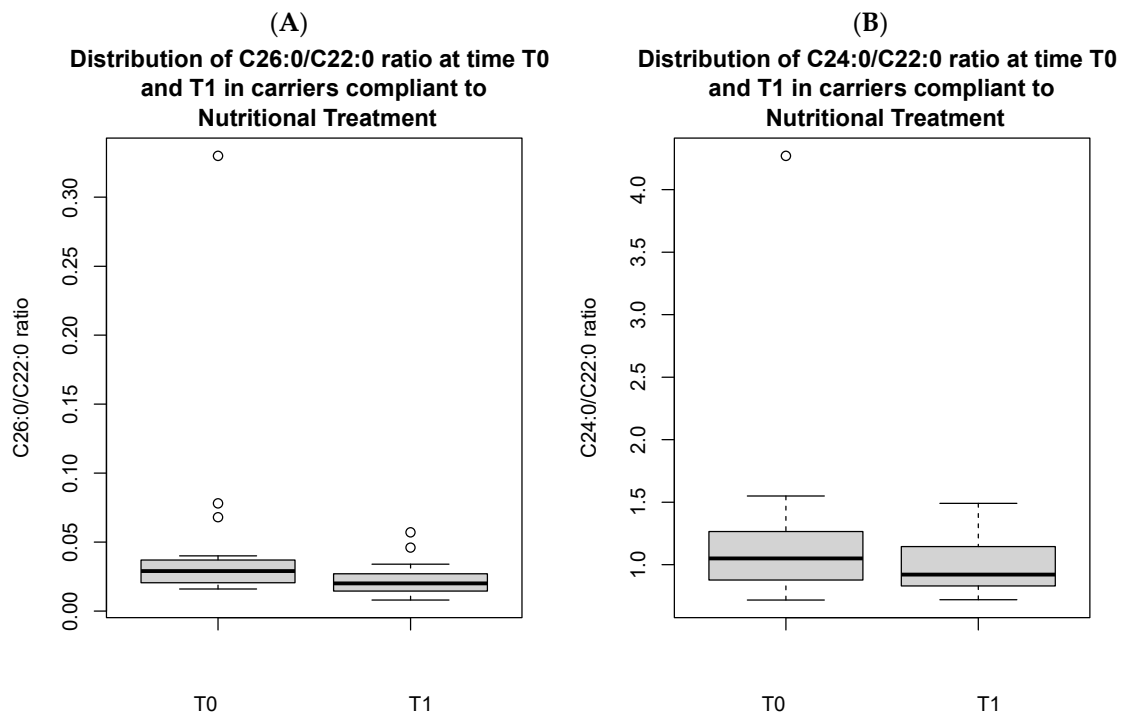 (A)
Distribution of C26:0/C22:0 ratio at time T0
and T1 in carriers compliant to
Nutritional Treatment
C26:0/C22:0 ratio
0.30
0.25
0.20
0.15
0.10
0.05
0.00
T0 T1
(B)
Distribution of C24:0/C22:0 ratio at time T0
and T1 in carriers compliant to
Nutritional Treatment
C24:0/C22:0 ratio
4.0
3.5
3.0
2.5
2.0
1.5
1.0
T0 T1